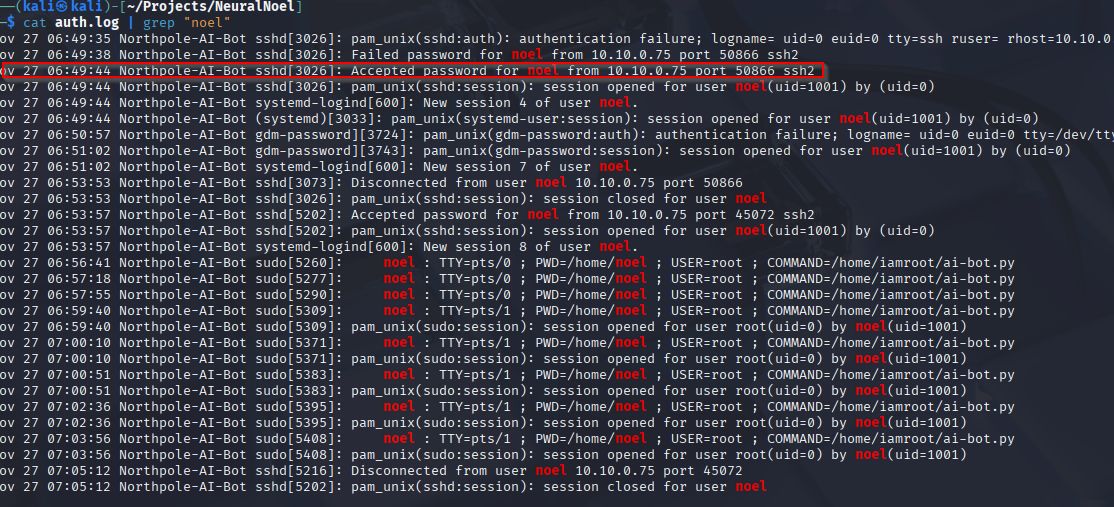 ──(kali㉿kali)-[~/Projects/NeuralNoel]
─$ cat auth.log | grep "noel"
ov 27 06:49:35 Northpole-AI-Bot sshd[3026]: pam_unix(sshd:auth): authentication failure; logname= uid=0 euid=0 tty=ssh ruser= rhost=10.10.0
ov 27 06:49:38 Northpole-AI-Bot sshd[3026]: Failed password for noel from 10.10.0.75 port 50866 ssh2
ov 27 06:49:44 Northpole-AI-Bot sshd[3026]: Accepted password for noel from 10.10.0.75 port 50866 ssh2
ov 27 06:49:44 Northpole-AI-Bot sshd[3026]: pam_unix(sshd:session): session opened for user noel(uid=1001) by (uid=0)
ov 27 06:49:44 Northpole-AI-Bot systemd-logind[600]: New session 4 of user noel.
ov 27 06:49:44 Northpole-AI-Bot (systemd)[3033]: pam_unix(systemd-user:session): session opened for user noel(uid=1001) by (uid=0)
ov 27 06:50:57 Northpole-AI-Bot gdm-password][3724]: pam_unix(gdm-password:auth): authentication failure; logname= uid=0 euid=0 tty=/dev/tty
ov 27 06:51:02 Northpole-AI-Bot gdm-password][3743]: pam_unix(gdm-password:session): session opened for user noel(uid=1001) by (uid=0)
ov 27 06:51:02 Northpole-AI-Bot systemd-logind[600]: New session 7 of user noel.
ov 27 06:53:53 Northpole-AI-Bot sshd[3073]: Disconnected from user noel 10.10.0.75 port 50866
ov 27 06:53:53 Northpole-AI-Bot sshd[3026]: pam_unix(sshd:session): session closed for user noel
ov 27 06:53:57 Northpole-AI-Bot sshd[5202]: Accepted password for noel from 10.10.0.75 port 45072 ssh2
ov 27 06:53:57 Northpole-AI-Bot sshd[5202]: pam_unix(sshd:session): session opened for user noel(uid=1001) by (uid=0)
ov 27 06:53:57 Northpole-AI-Bot systemd-logind[600]: New session 8 of user noel.
ov 27 06:56:41 Northpole-AI-Bot sudo[5260]:     noel : TTY=pts/0 ; PWD=/home/noel ; USER=root ; COMMAND=/home/iamroot/ai-bot.py
ov 27 06:57:18 Northpole-AI-Bot sudo[5277]:     noel : TTY=pts/0 ; PWD=/home/noel ; USER=root ; COMMAND=/home/iamroot/ai-bot.py
ov 27 06:57:55 Northpole-AI-Bot sudo[5290]:     noel : TTY=pts/0 ; PWD=/home/noel ; USER=root ; COMMAND=/home/iamroot/ai-bot.py
ov 27 06:59:40 Northpole-AI-Bot sudo[5309]:     noel : TTY=pts/1 ; PWD=/home/noel ; USER=root ; COMMAND=/home/iamroot/ai-bot.py
ov 27 06:59:40 Northpole-AI-Bot sudo[5309]: pam_unix(sudo:session): session opened for user root(uid=0) by noel(uid=1001)
ov 27 07:00:10 Northpole-AI-Bot sudo[5371]:     noel : TTY=pts/1 ; PWD=/home/noel ; USER=root ; COMMAND=/home/iamroot/ai-bot.py
ov 27 07:00:10 Northpole-AI-Bot sudo[5371]: pam_unix(sudo:session): session opened for user root(uid=0) by noel(uid=1001)
ov 27 07:00:51 Northpole-AI-Bot sudo[5383]:     noel : TTY=pts/1 ; PWD=/home/noel ; USER=root ; COMMAND=/home/iamroot/ai-bot.py
ov 27 07:00:51 Northpole-AI-Bot sudo[5383]: pam_unix(sudo:session): session opened for user root(uid=0) by noel(uid=1001)
ov 27 07:02:36 Northpole-AI-Bot sudo[5395]:     noel : TTY=pts/1 ; PWD=/home/noel ; USER=root ; COMMAND=/home/iamroot/ai-bot.py
ov 27 07:02:36 Northpole-AI-Bot sudo[5395]: pam_unix(sudo:session): session opened for user root(uid=0) by noel(uid=1001)
ov 27 07:03:56 Northpole-AI-Bot sudo[5408]:     noel : TTY=pts/1 ; PWD=/home/noel ; USER=root ; COMMAND=/home/iamroot/ai-bot.py
ov 27 07:03:56 Northpole-AI-Bot sudo[5408]: pam_unix(sudo:session): session opened for user root(uid=0) by noel(uid=1001)
ov 27 07:05:12 Northpole-AI-Bot sshd[5216]: Disconnected from user noel 10.10.0.75 port 45072
ov 27 07:05:12 Northpole-AI-Bot sshd[5202]: pam_unix(sshd:session): session closed for user noel